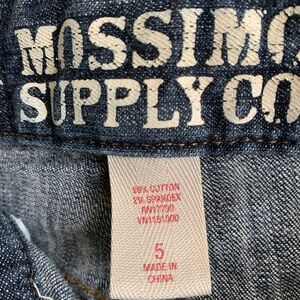 MOSSIMO
SUPPLY CO
98% COTTON
2% SPANDEX
5
MADE IN
CHINA